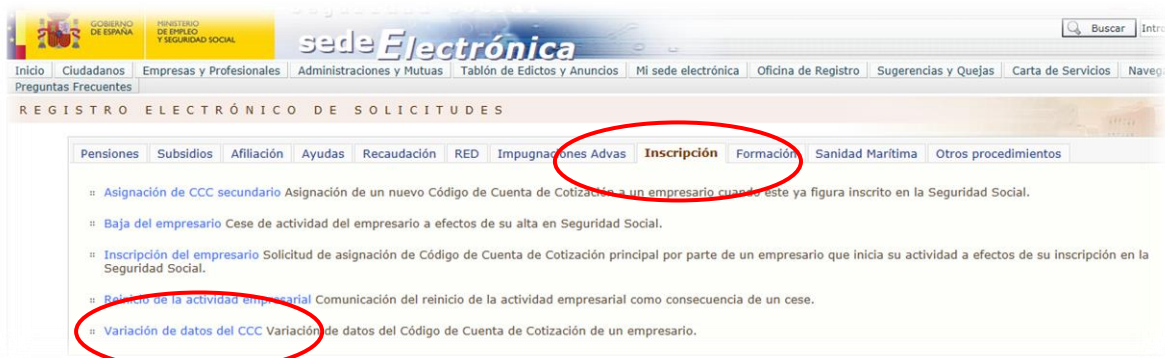 GOBIERNO DE ESPAÑA
MINISTERIO DE EMPLEO Y SEGURIDAD SOCIAL
sedeElectrónica
Buscar
Inicio Ciudadanos Empresas y Profesionales Administraciones y Mutuas Tablón de Edictos y Anuncios Mi sede electrónica Oficina de Registro Sugerencias y Quejas Carta de Servicios
Preguntas Frecuentes
REGISTRO ELECTRÓNICO DE SOLICITUDES
Pensiones Subsidios Afiliación Ayudas Recaudación RED Impugnaciones Advas Inscripción Formación Sanidad Marítima Otros procedimientos
Asignación de CCC secundario Asignación de un nuevo Código de Cuenta de Cotización a un empresario cuando éste ya figura inscrito en la Seguridad Social.
Baja del empresario Cese de actividad del empresario a efectos de su alta en Seguridad Social.
Inscripción del empresario Solicitud de asignación de Código de Cuenta de Cotización principal por parte de un empresario que inicia su actividad a efectos de su inscripción en la
Seguridad Social.
Reinicio de la actividad empresarial Comunicación del reinicio de la actividad empresarial como consecuencia de un cese.
Variación de datos del CCC Variación de datos del Código de Cuenta de Cotización de un empresario.